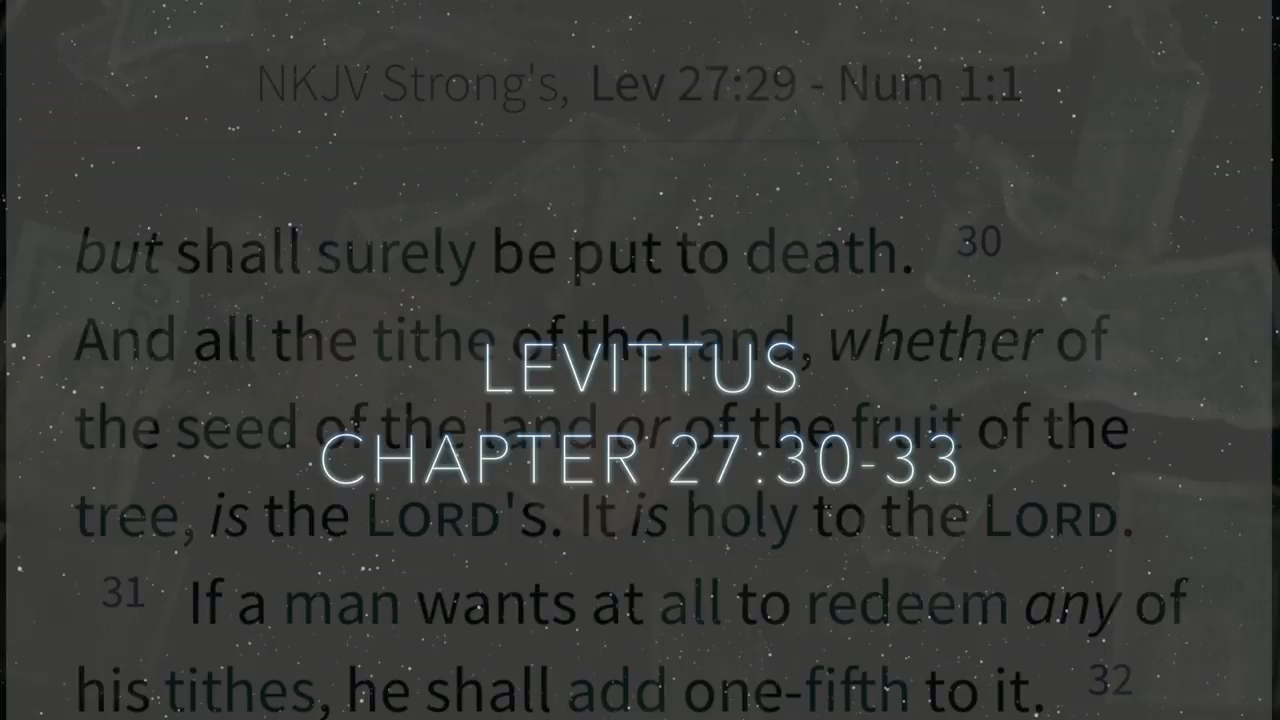 NKJV Strong's, Lev 27:29 - Num 1:1
but shall surely be put to death. 30
And all the tithe of the land, whether of
LEVITTUS
the seed of the land or of the fruit of the
CHAPTER 27:30-33
tree, is the LORD's. It is holy to the LORD.
31 If a man wants at all to redeem any of
his tithes, he shall add one-fifth to it. 32